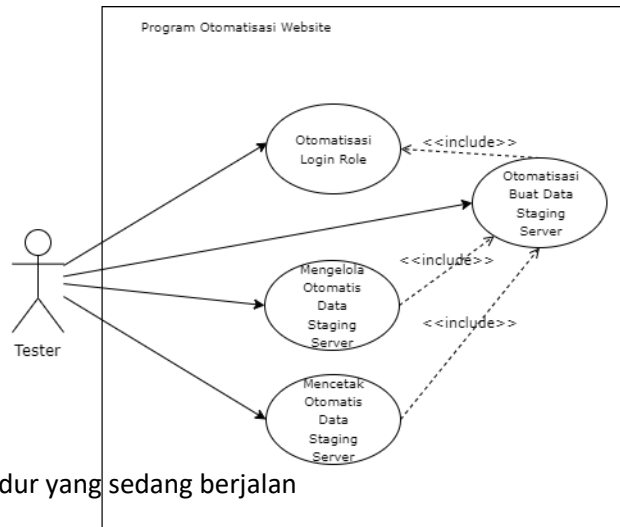 Program Otomatisasi Website
Otomatisasi
Login Role
<<include>>
Otomatisasi
Buat Data
Staging
Server
<<include>>
Mengelola
Otomatis
Data
Staging
Server
<<include>>
Tester
Mencetak
Otomatis
Data
Staging
Server
dur yang sedang berjalan